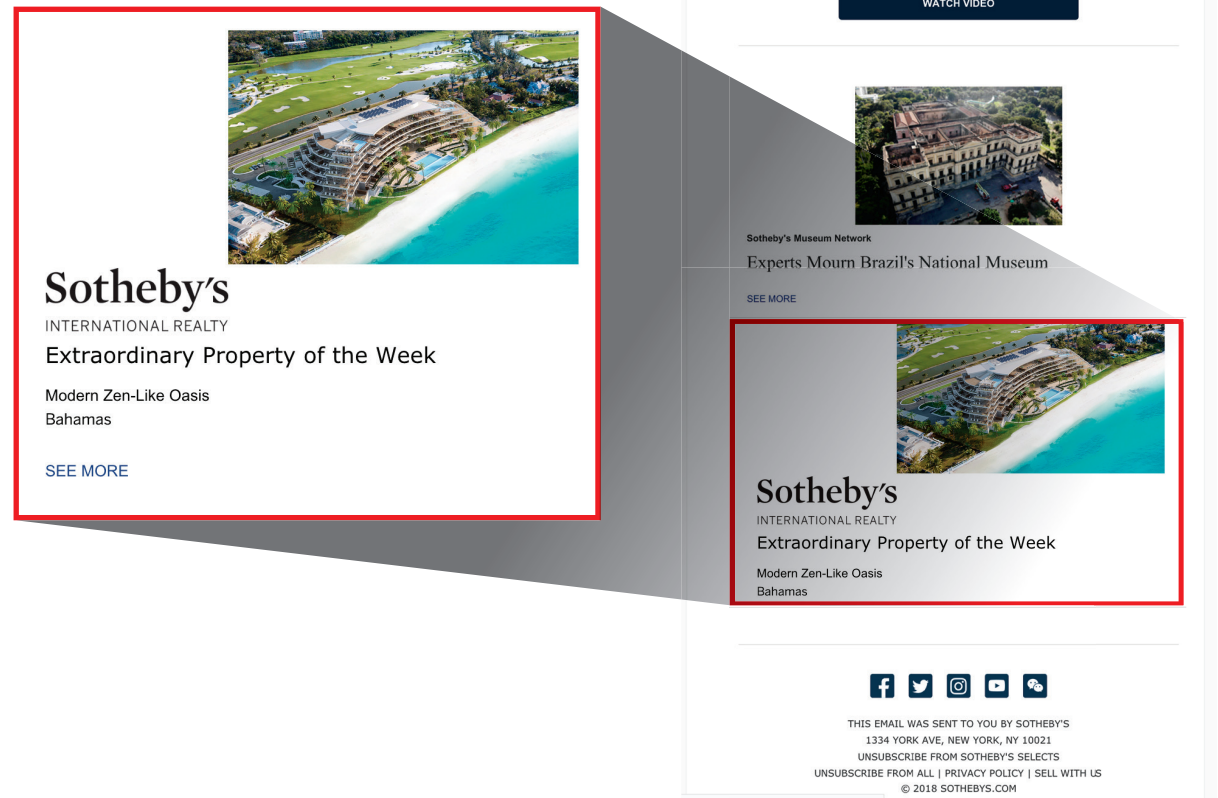 Sotheby's
INTERNATIONAL REALTY
Extraordinary Property of the Week
Modern Zen-Like Oasis
Bahamas
SEE MORE
WATCH VIDEO
Sotheby's Museum Network
Experts Mourn Brazil's National Museum
SEE MORE
Sotheby's
INTERNATIONAL REALTY
Extraordinary Property of the Week
Modern Zen-Like Oasis
Bahamas
THIS EMAIL WAS SENT TO YOU BY SOTHEBY'S
1334 YORK AVE, NEW YORK, NY 10021
UNSUBSCRIBE FROM SOTHEBY'S SELECTS
UNSUBSCRIBE FROM ALL | PRIVACY POLICY | SELL WITH US
© 2018 SOTHEBYS.COM